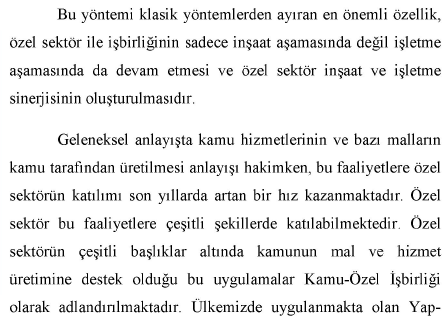 Bu yöntemi klasik yöntemlerden ayıran en önemli özellik,
özel sektör ile işbirliğinin sadece inşaat aşamasında değil işletme
aşamasında da devam etmesi ve özel sektör inşaat ve işletme
sinerjisinin oluşturulmasıdır.
Geleneksel anlayışta kamu hizmetlerinin ve bazı malların
kamu tarafından üretilmesi anlayışı hakimken, bu faaliyetlere özel
sektörün katılımı son yıllarda artan bir hız kazanmaktadır. Özel
sektör bu faaliyetlere çeşitli şekillerde katılabilmektedir. Özel
sektörün çeşitli başlıklar altında kamunun mal ve hizmet
üretimine destek olduğu bu uygulamalar Kamu-Özel İşbirliği
olarak adlandırılmaktadır. Ülkemizde uygulanmakta olan Yap-